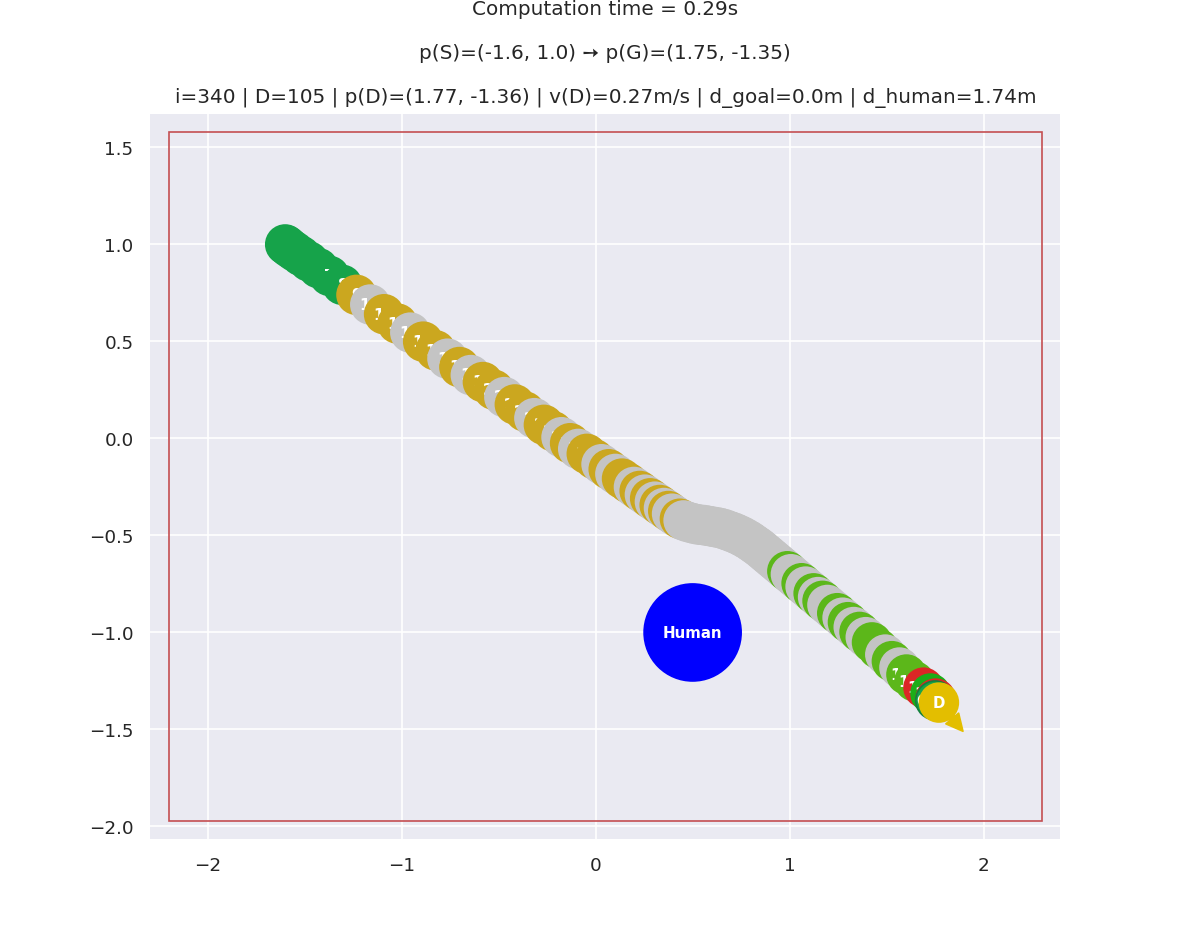 Computation time = 0.29s
p(S)=(-1.6, 1.0) → p(G)=(1.75, -1.35)
i=340 | D=105 | p(D)=(1.77, -1.36) | v(D)=0.27m/s | d_goal=0.0m | d_human=1.74m
1.5
1.0
0.5
0.0
−0.5
−1.0
−1.5
−2.0
Human
D
−2
−1
0
1
2